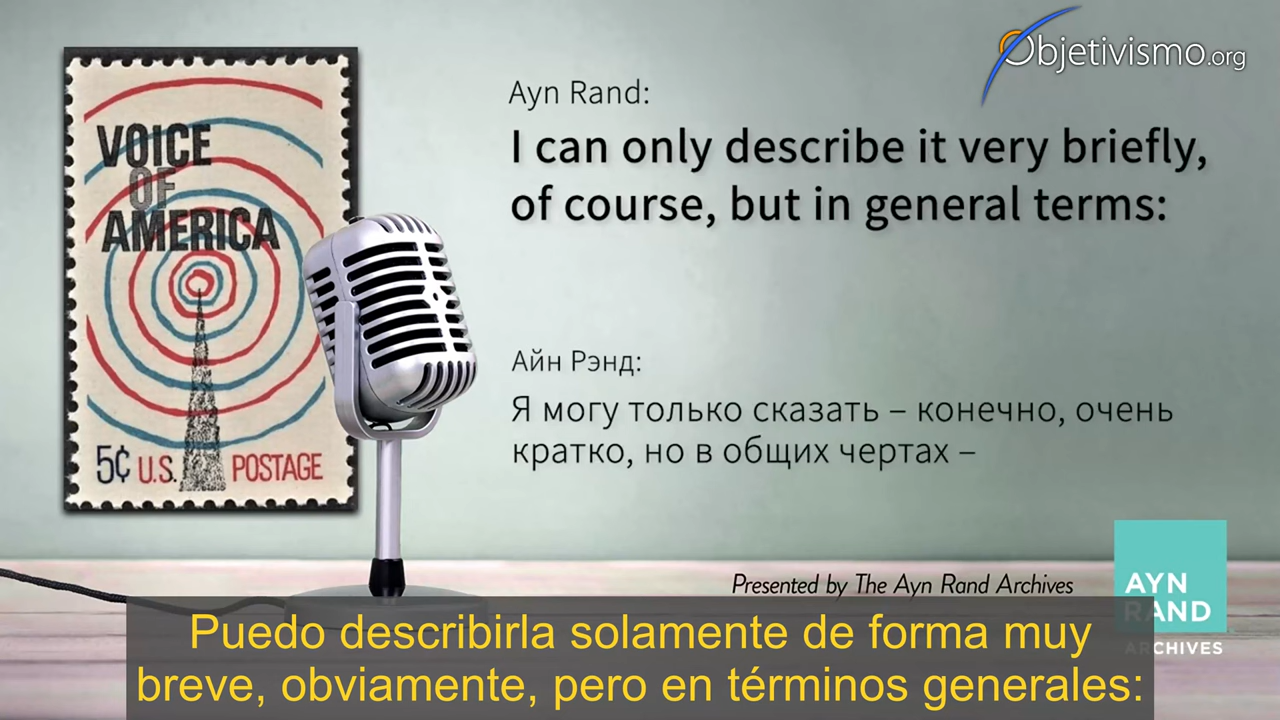 Objetivismo.org
VOICE
OF
AMERICA
5¢ U.S. POSTAGE
Ayn Rand:
I can only describe it very briefly,
of course, but in general terms:
Айн Рэнд:
Я могу только сказать – конечно, очень
кратко, но в общих чертах –
Presented by The Ayn Rand Archives
AYN
RAND
ARCHIVES
Puedo describirla solamente de forma muy
breve, obviamente, pero en términos generales: